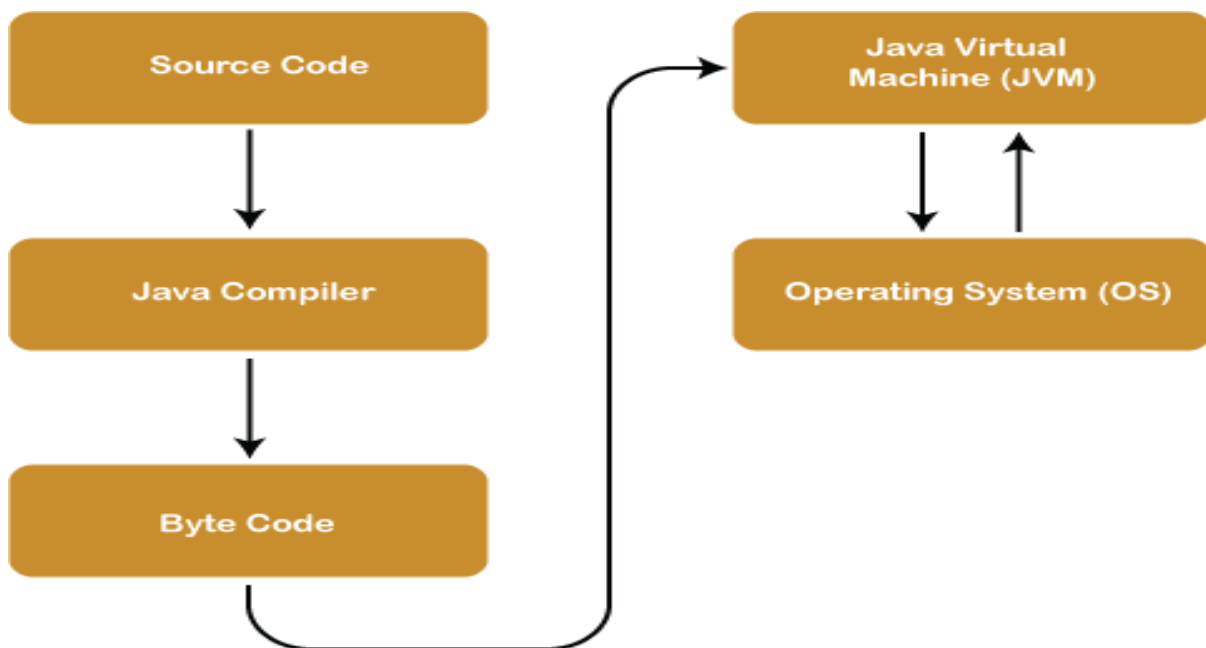 Source Code
Java Compiler
Byte Code
Java Virtual
Machine (JVM)
Operating System (OS)